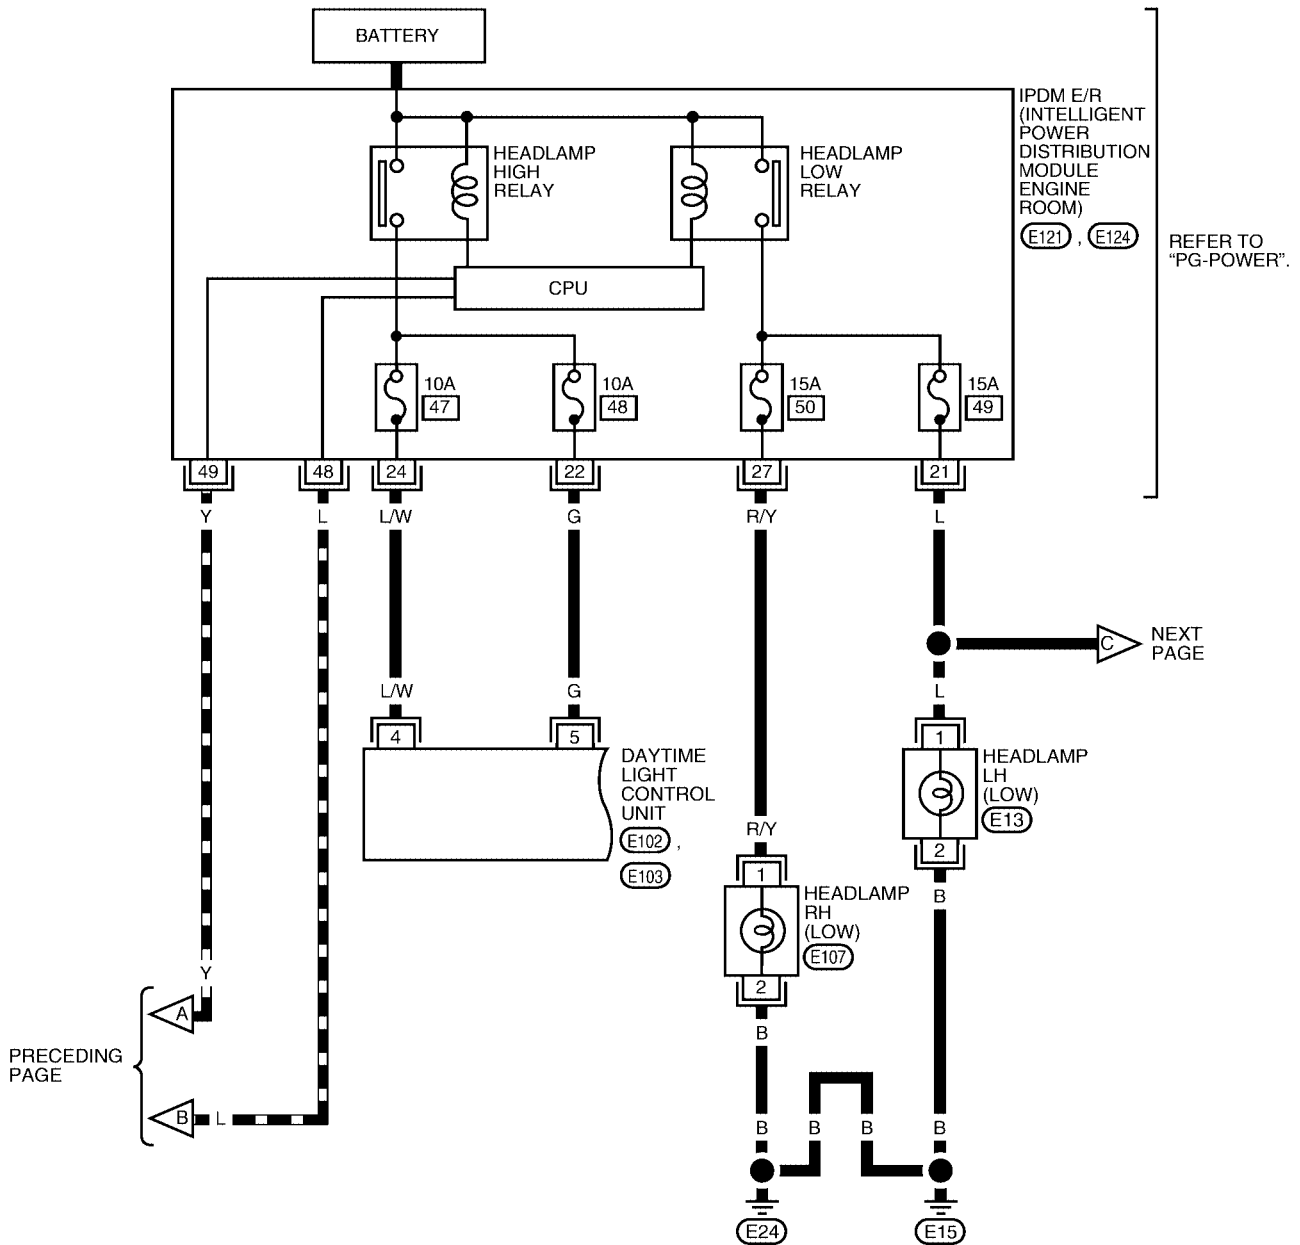 BATTERY
IPDM E/R
(INTELLIGENT
POWER
DISTRIBUTION
MODULE
ENGINE
ROOM)
E121 , E124
REFER TO
“PG-POWER”.
HEADLAMP
HIGH
RELAY
HEADLAMP
LOW
RELAY
CPU
10A
47
10A
48
15A
50
15A
49
49 48 24 22 27 21
Y L L/W G R/Y L
C
NEXT
PAGE
L/W G L
4 5 1
DAYTIME
LIGHT
CONTROL
UNIT
E102 ,
E103
HEADLAMP
LH
(LOW)
E13
2
B
R/Y
1
HEADLAMP
RH
(LOW)
E107
2
B
Y
A
PRECEDING
PAGE
B L
B B B B
E24 E15